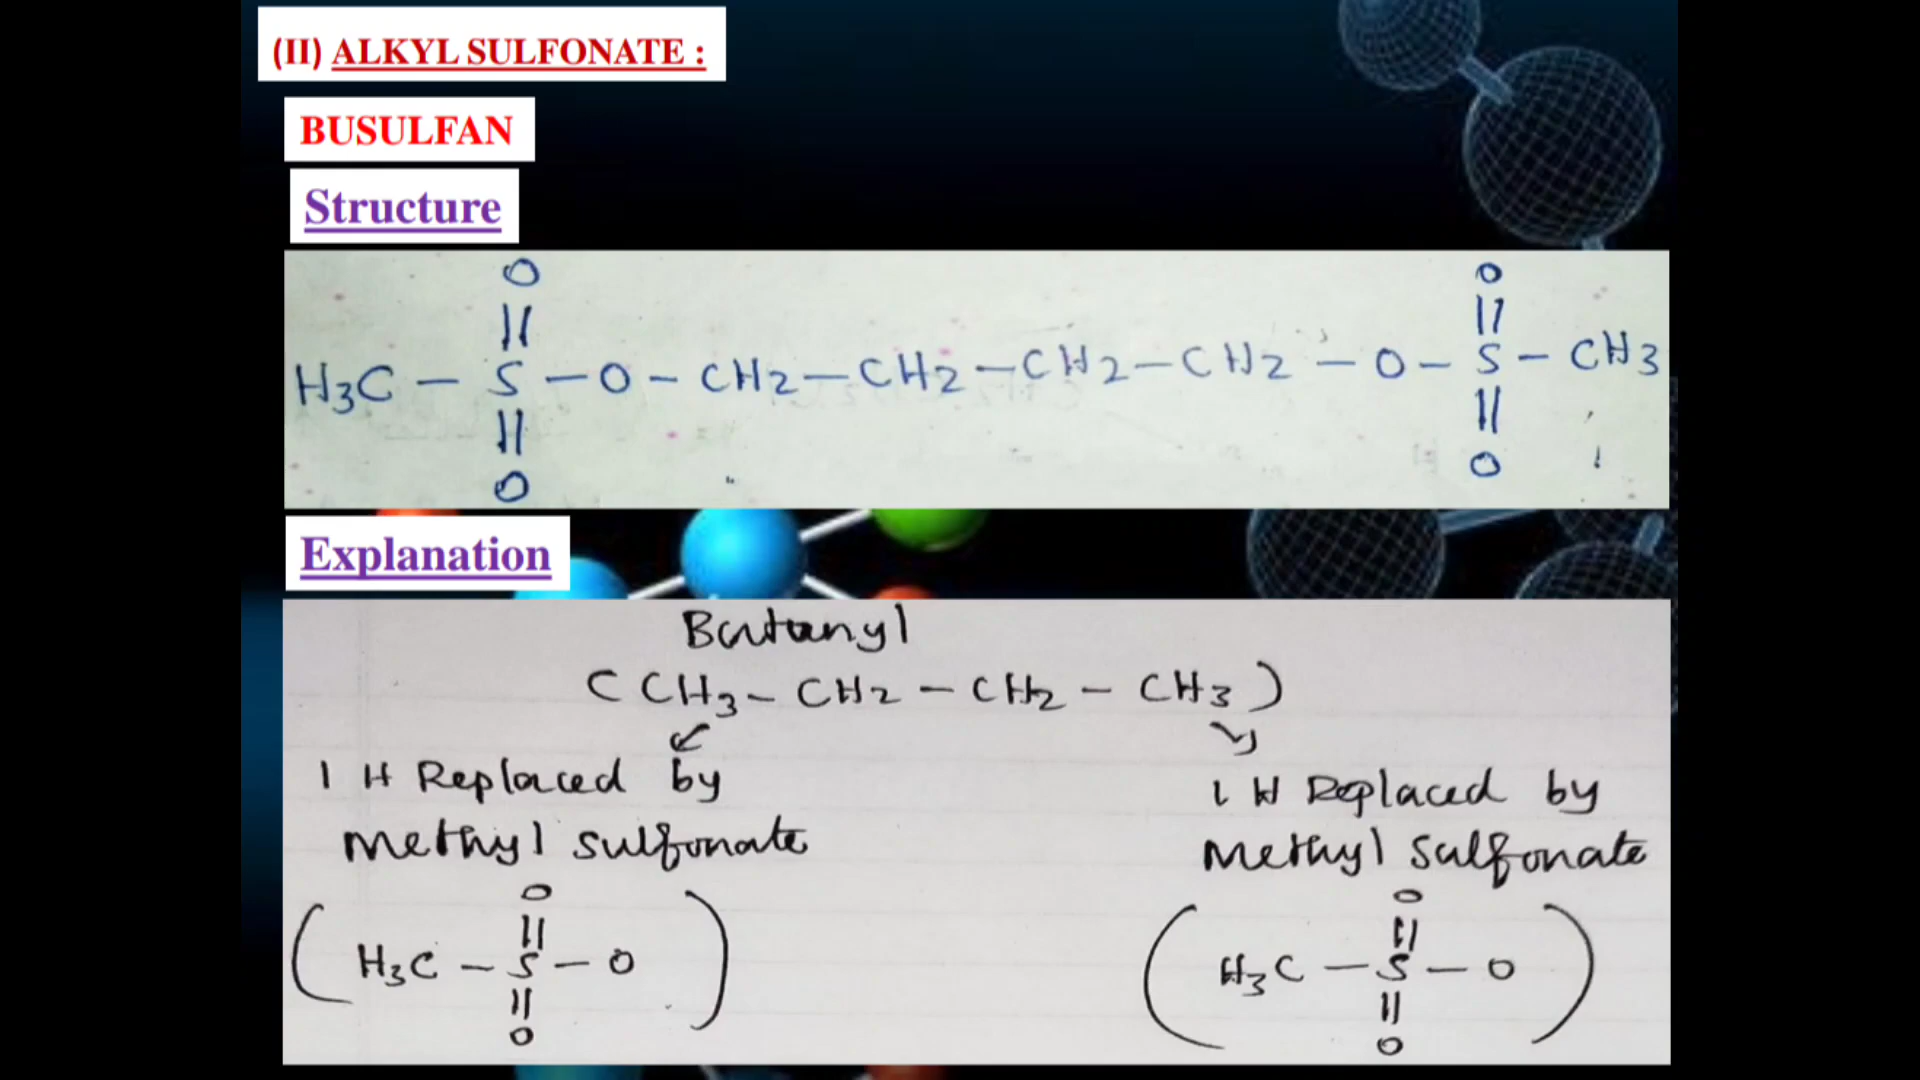 (II) ALKYL SULFONATE :
BUSULFAN
Structure
O O
|| ||
H3C — S — O — CH2 — CH2 — CH2 — CH2 — O — S — CH3
|| ||
O O
Explanation
Butanyl
( CH3 — CH2 — CH2 — CH3 )
1 H Replaced by 1 H Replaced by
Methyl sulfonate Methyl sulfonate
O O
|| ||
( H3C — S — O ) ( H3C — S — O )
|| ||
O O